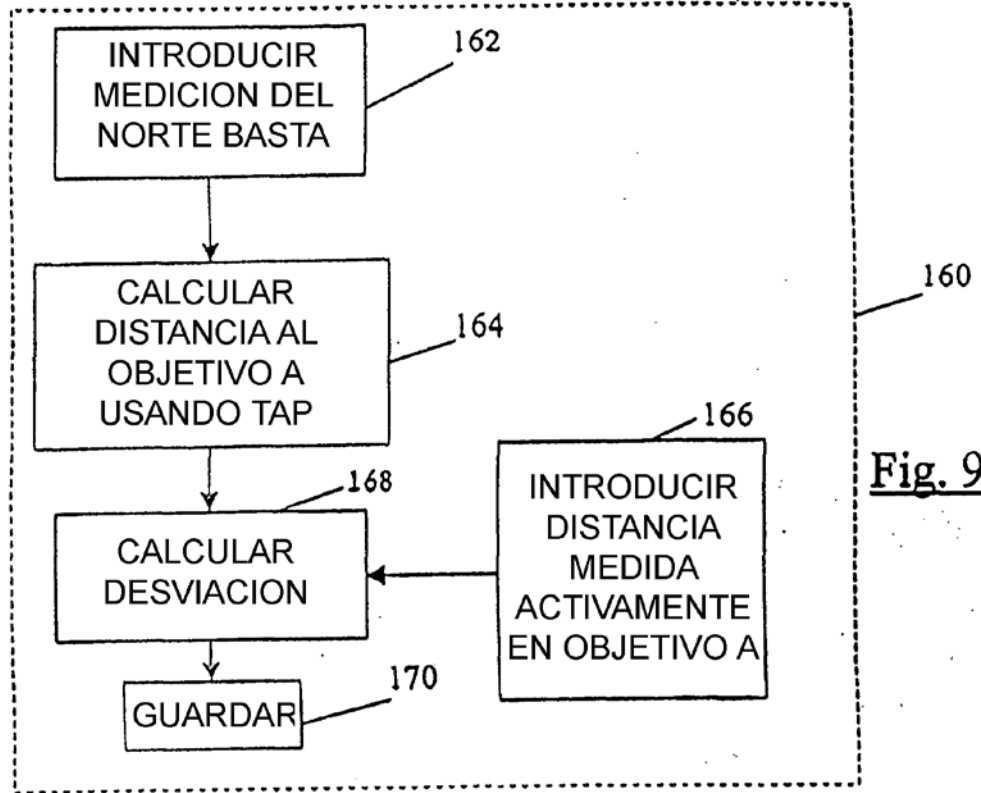 INTRODUCIR
MEDICION DEL
NORTE BASTA
162
CALCULAR
DISTANCIA AL
OBJETIVO A
USANDO TAP
164
160
166
INTRODUCIR
DISTANCIA
MEDIDA
ACTIVAMENTE
EN OBJETIVO A
168
CALCULAR
DESVIACION
170
GUARDAR
Fig. 9